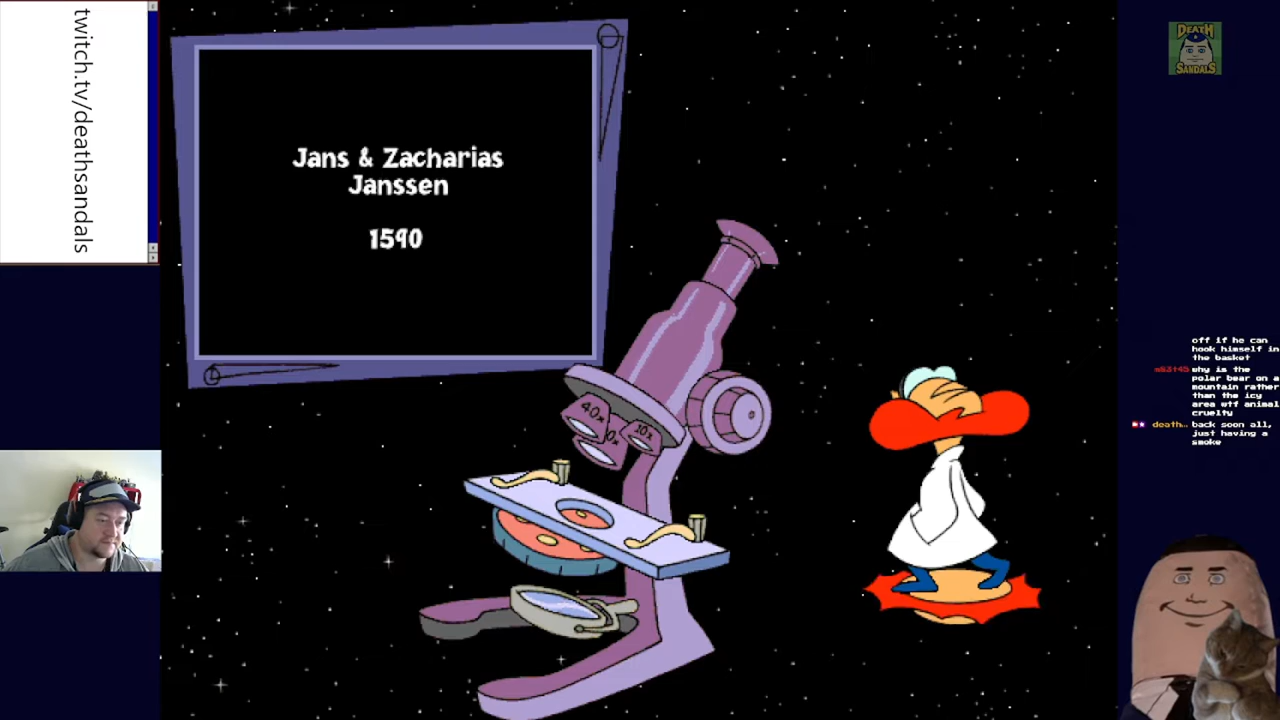 twitch.tv/deathsandals
Jans & Zacharias
Janssen
1590
40x
10x
DEATH
SANDALS
off if he can
hook himself in
the basket
why is the
polar bear on a
mountain rather
than the icy
area wtf animal
cruelty
death… back soon all,
just having a
smoke